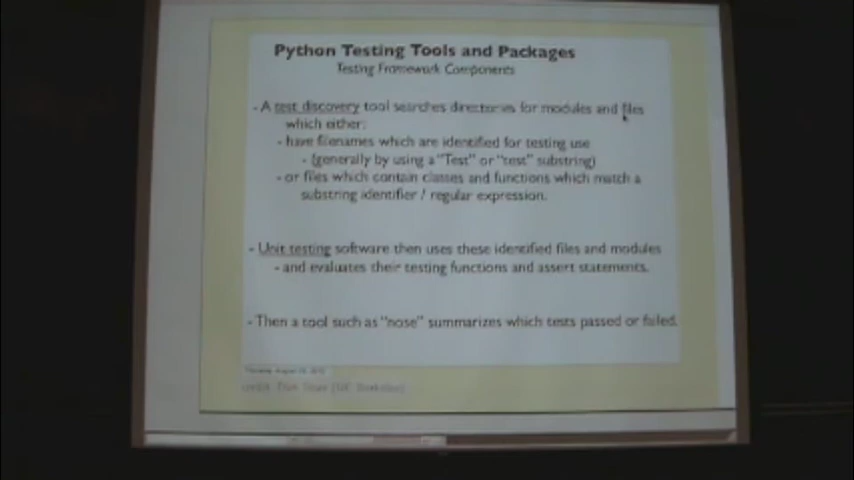 Python Testing Tools and Packages
Testing Framework Components
- A test discovery tool searches directories for modules and files
which either:
- have filenames which are identified for testing use
- (generally by using a "Test" or "test" substring)
- or files which contain classes and functions which match a
substring identifier / regular expression.
- Unit testing software then uses these identified files and modules
- and evaluates their testing functions and assert statements.
- Then a tool such as "nose" summarizes which tests passed or failed.